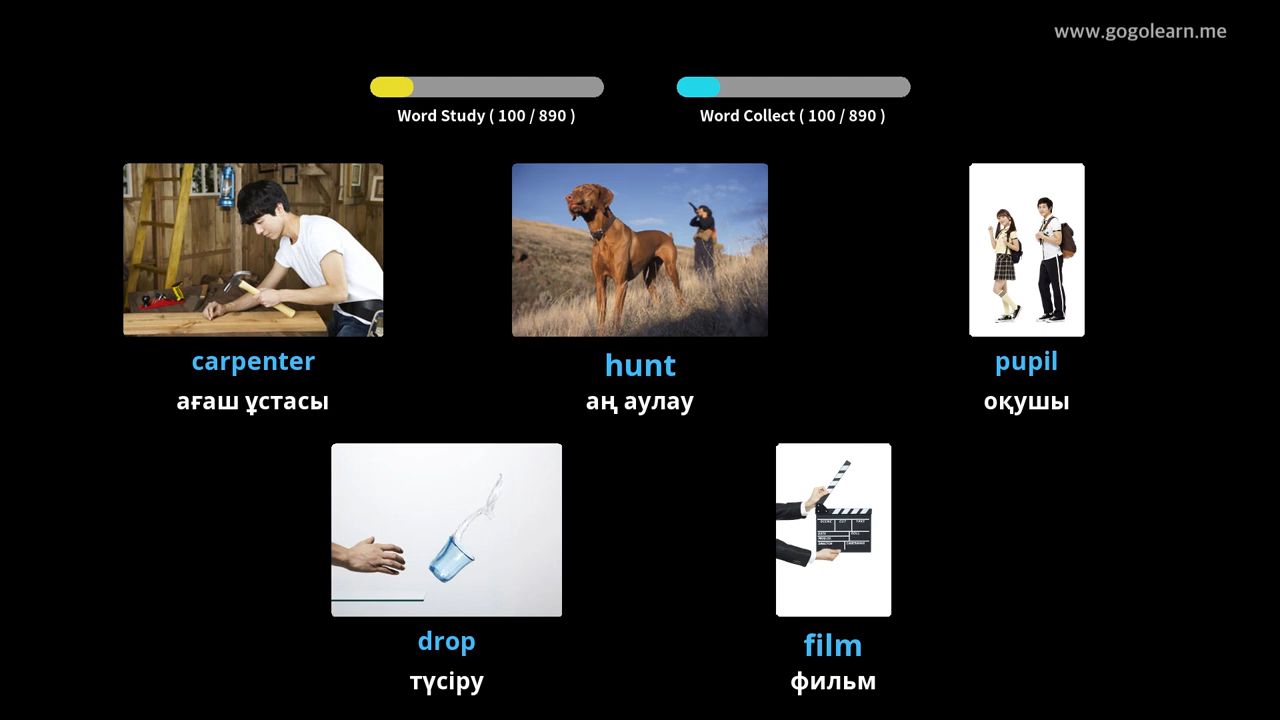 www.gogolearn.me
Word Study ( 100 / 890 )
Word Collect ( 100 / 890 )
carpenter
ағаш ұстасы
hunt
аң аулау
pupil
оқушы
drop
түсіру
film
фильм